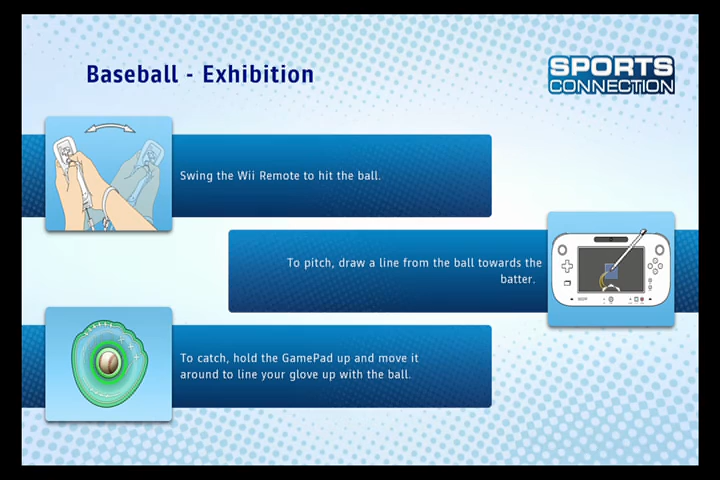 Baseball - Exhibition
SPORTS
CONNECTION
Swing the Wii Remote to hit the ball.
To pitch, draw a line from the ball towards the
batter.
To catch, hold the GamePad up and move it
around to line your glove up with the ball.